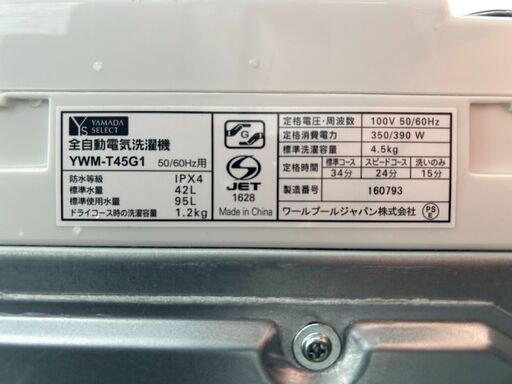 YS YAMADA SELECT
全自動電気洗濯機
YWM-T45G1 50/60Hz用
防水等級 IPX4
標準水量 42L
標準使用水量 95L
ドライコース時の洗濯容量 1.2kg
G
S
JET
1628
Made in China
定格電圧・周波数 100V 50/60Hz
定格消費電力 350/390 W
標準洗濯容量 4.5kg
定格時間 標準コース スピードコース 洗いのみ
34分 24分 15分
製造番号 160793
ワールプールジャパン株式会社 PSE